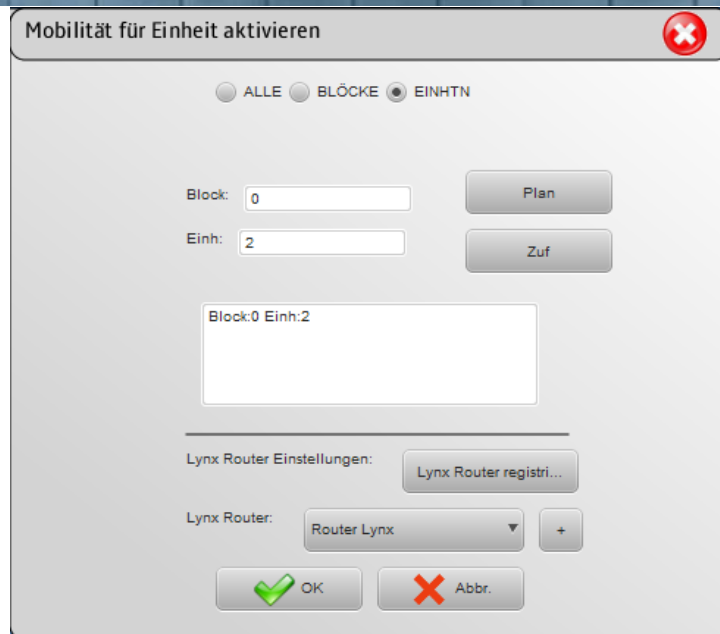 Mobilität für Einheit aktivieren
ALLE BLÖCKE EINHTN
Block: 0 Plan
Einh: 2 Zuf
Block:0 Einh:2
Lynx Router Einstellungen: Lynx Router registri...
Lynx Router: Router Lynx +
OK Abbr.